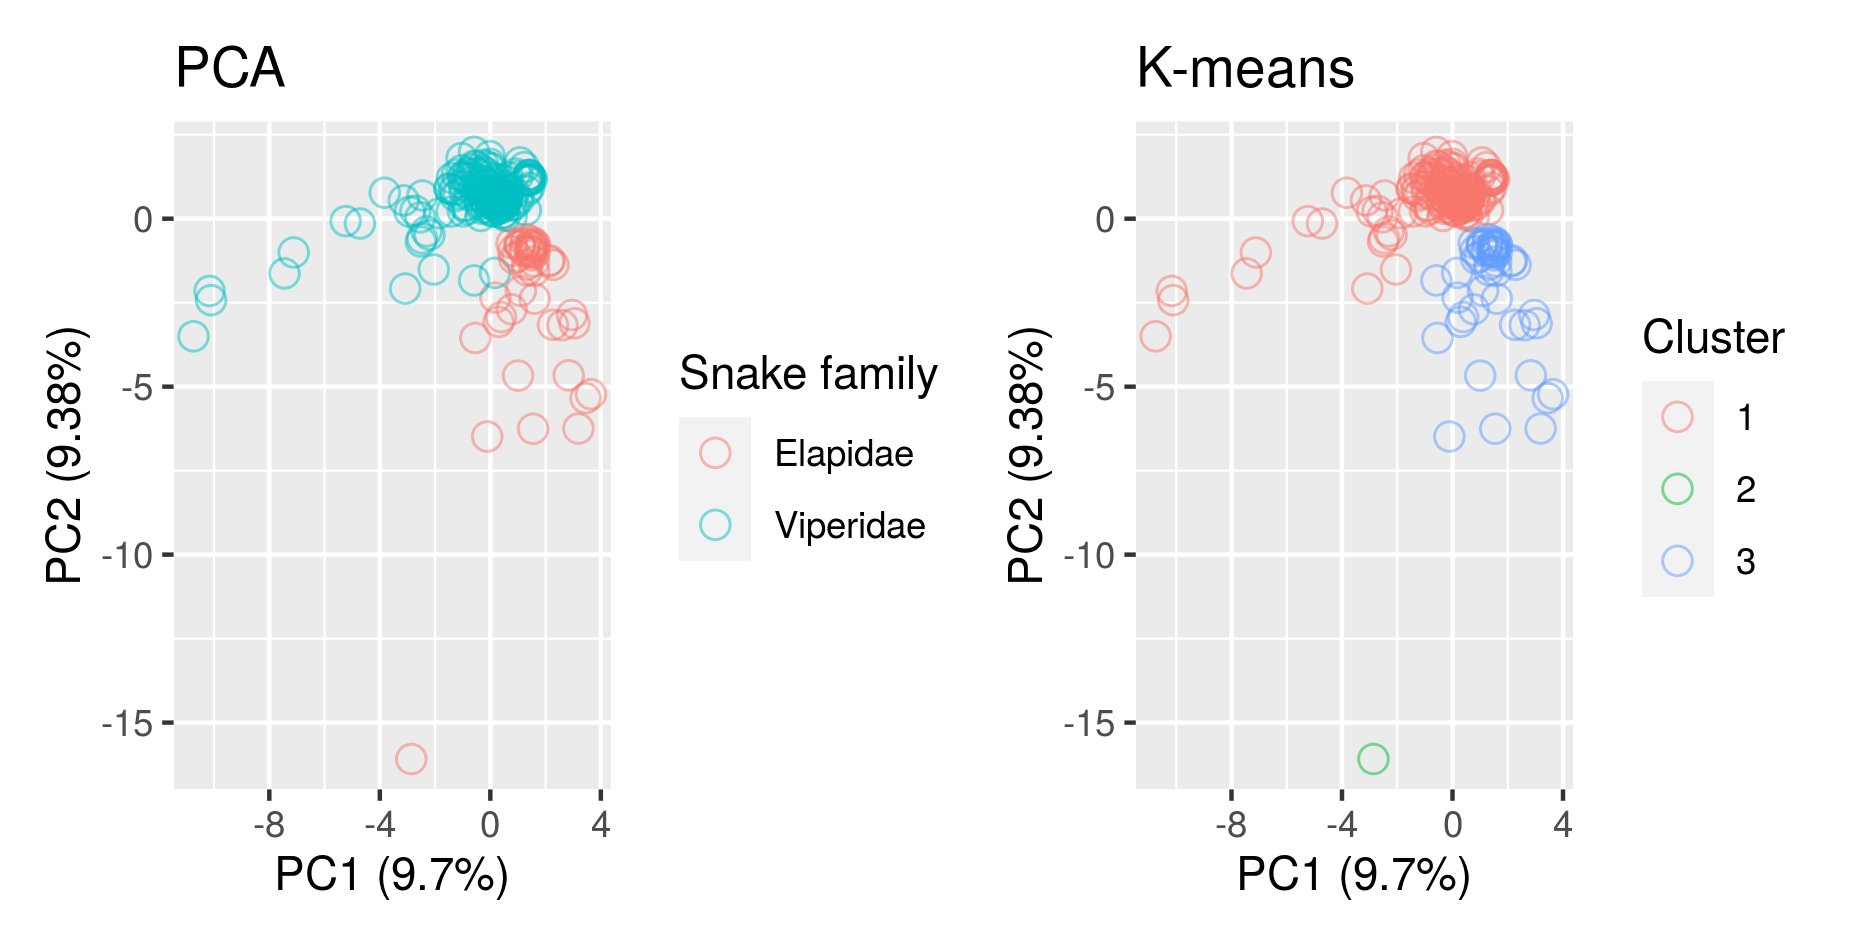 PCA
0
-5
-10
-15
-8
-4
0
4
PC1 (9.7%)
PC2 (9.38%)
Snake family
Elapidae
Viperidae
K-means
0
-5
-10
-15
-8
-4
0
4
PC1 (9.7%)
PC2 (9.38%)
Cluster
1
2
3